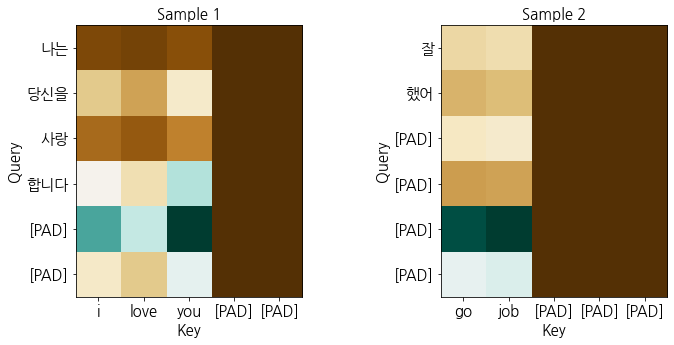 Sample 1
Query
나는
당신을
사랑
합니다
[PAD]
[PAD]
i love you [PAD] [PAD]
Key
Sample 2
Query
잘
했어
[PAD]
[PAD]
[PAD]
[PAD]
go job [PAD] [PAD] [PAD]
Key